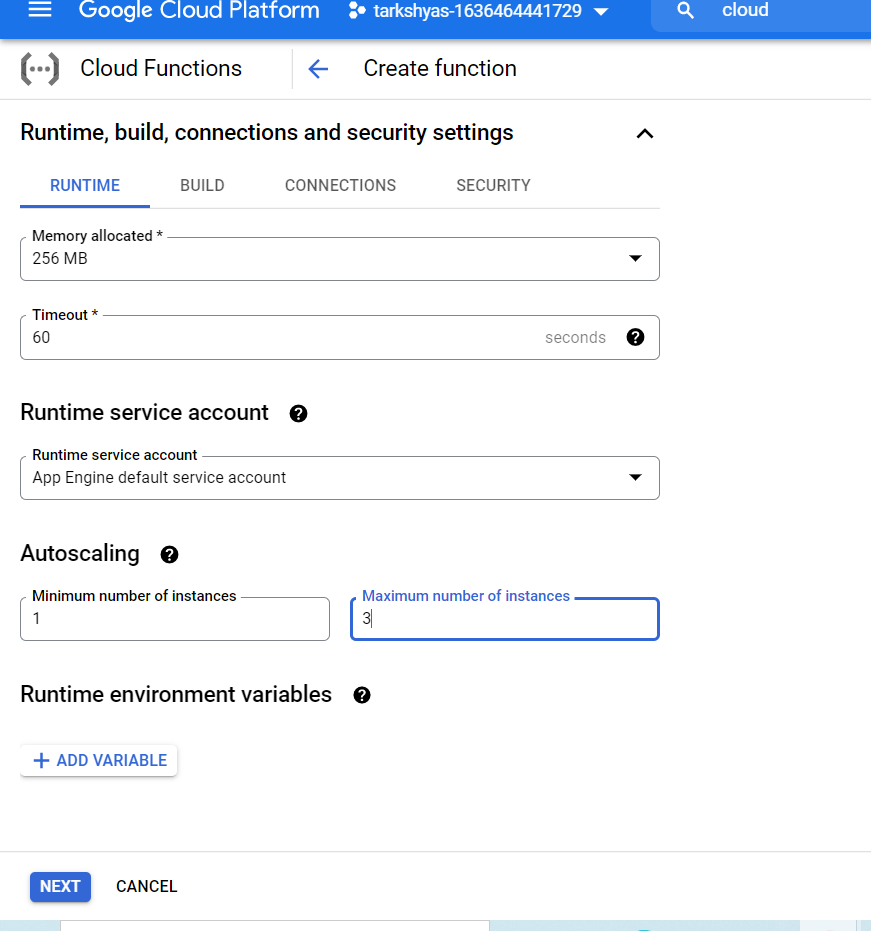 Google Cloud Platform tarkshyas-1636464441729 cloud
Cloud Functions Create function
Runtime, build, connections and security settings
RUNTIME BUILD CONNECTIONS SECURITY
Memory allocated *
256 MB
Timeout *
60 seconds
Runtime service account
Runtime service account
App Engine default service account
Autoscaling
Minimum number of instances Maximum number of instances
1 3
Runtime environment variables
+ ADD VARIABLE
NEXT CANCEL